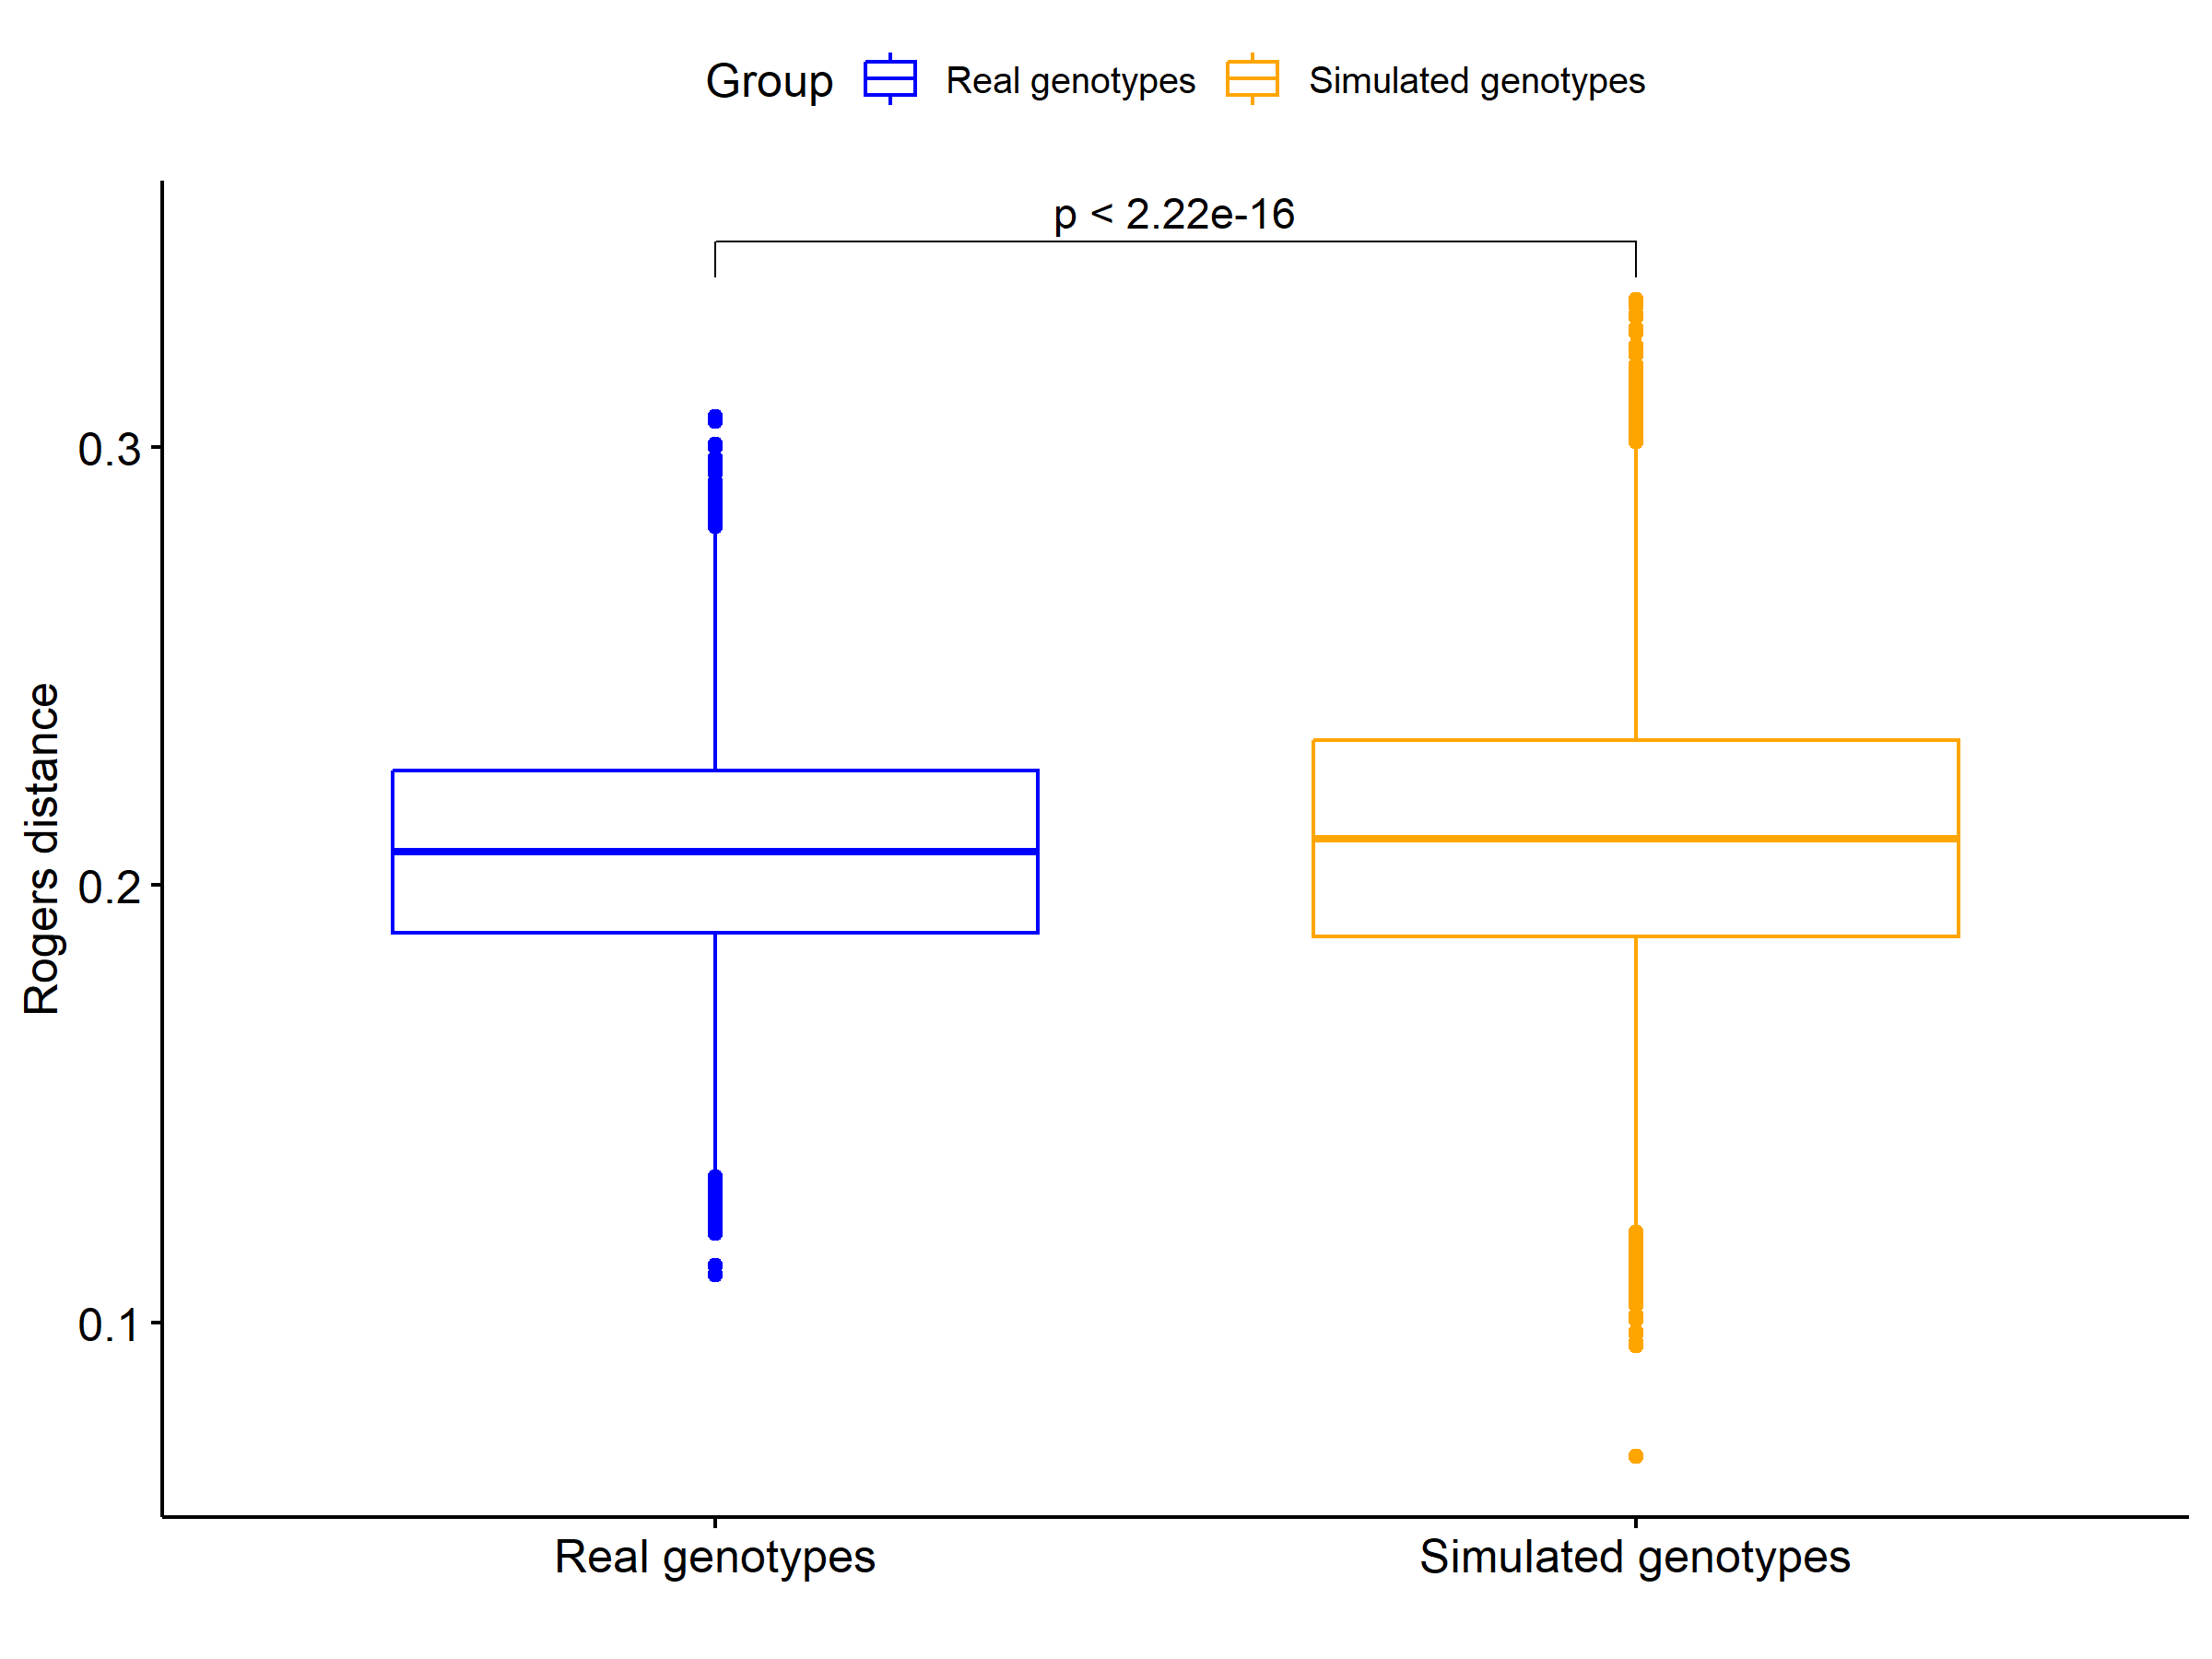 Group Real genotypes Simulated genotypes
p < 2.22e-16
Rogers distance
0.3
0.2
0.1
Real genotypes Simulated genotypes